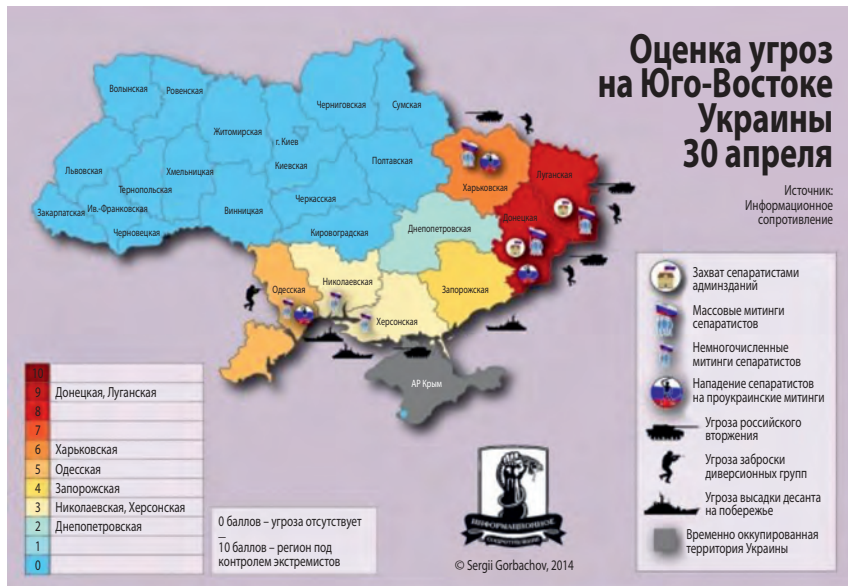 Оценка угроз
на Юго-Востоке
Украины
30 апреля
Источник:
Информационное
сопротивление
Волынская
Ровенская
Житомирская
г. Киев
Киевская
Черниговская
Сумская
Львовская
Тернопольская
Хмельницкая
Закарпатская
Ив.-Франковская
Черновецкая
Винницкая
Черкасская
Полтавская
Кировоградская
Днепопетровская
Харьковская
Луганская
Донецкая
Одесская
Николаевская
Херсонская
Запорожская
АР Крым
Захват сепаратистами
админзданий
Массовые митинги
сепаратистов
Немногочисленные
митинги сепаратистов
Нападение сепаратистов
на проукраинские митинги
Угроза российского
вторжения
Угроза заброски
диверсионных групп
Угроза высадки десанта
на побережье
Временно оккупированная
территория Украины
10
9 Донецкая, Луганская
8
7
6 Харьковская
5 Одесская
4 Запорожская
3 Николаевская, Херсонская
2 Днепопетровская
1
0
0 баллов – угроза отсутствует
–
10 баллов – регион под
контролем экстремистов
ИНФОРМАЦИОННОЕ
СОПРОТИВЛЕНИЕ
© Sergii Gorbachov, 2014